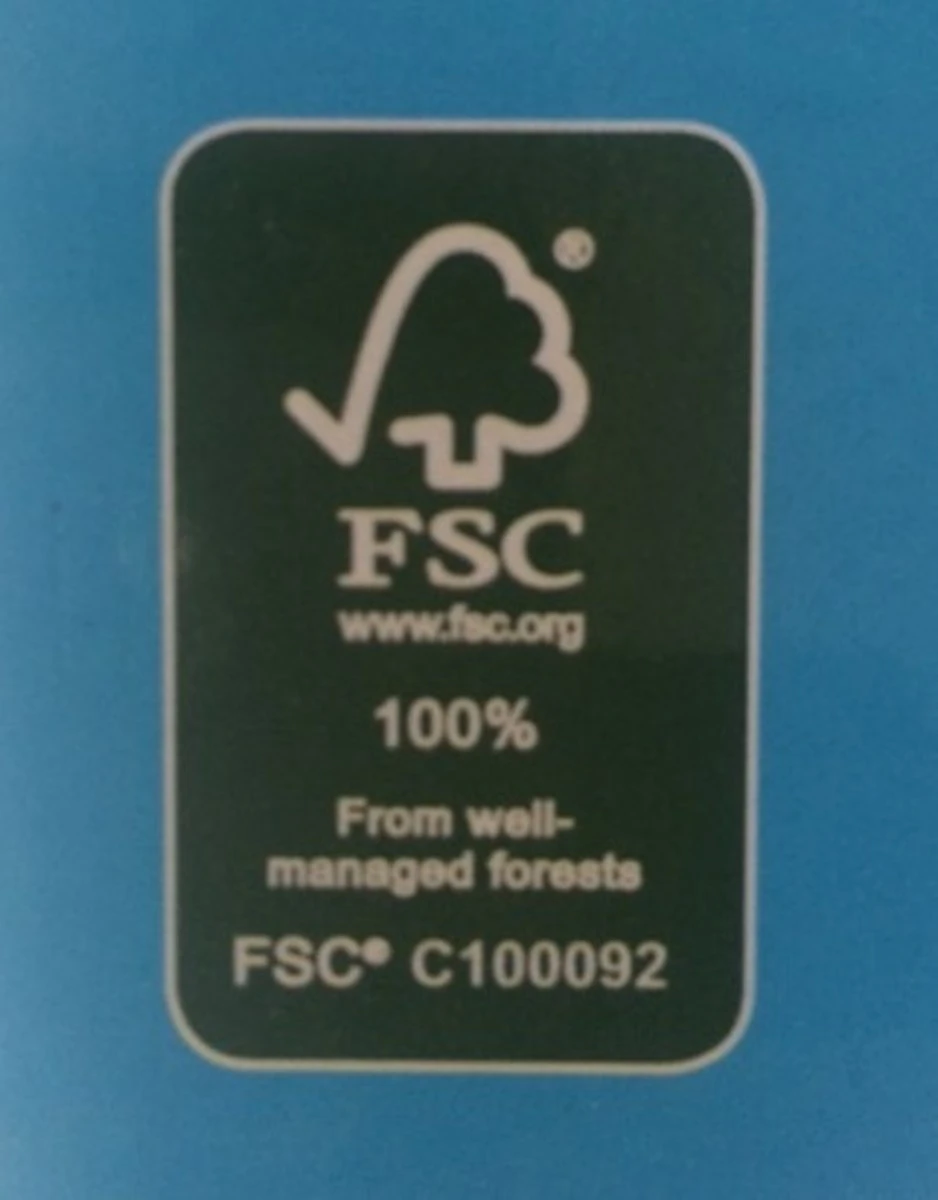 ®
FSC
www.fsc.org
100%
From well-
managed forests
FSC® C100092